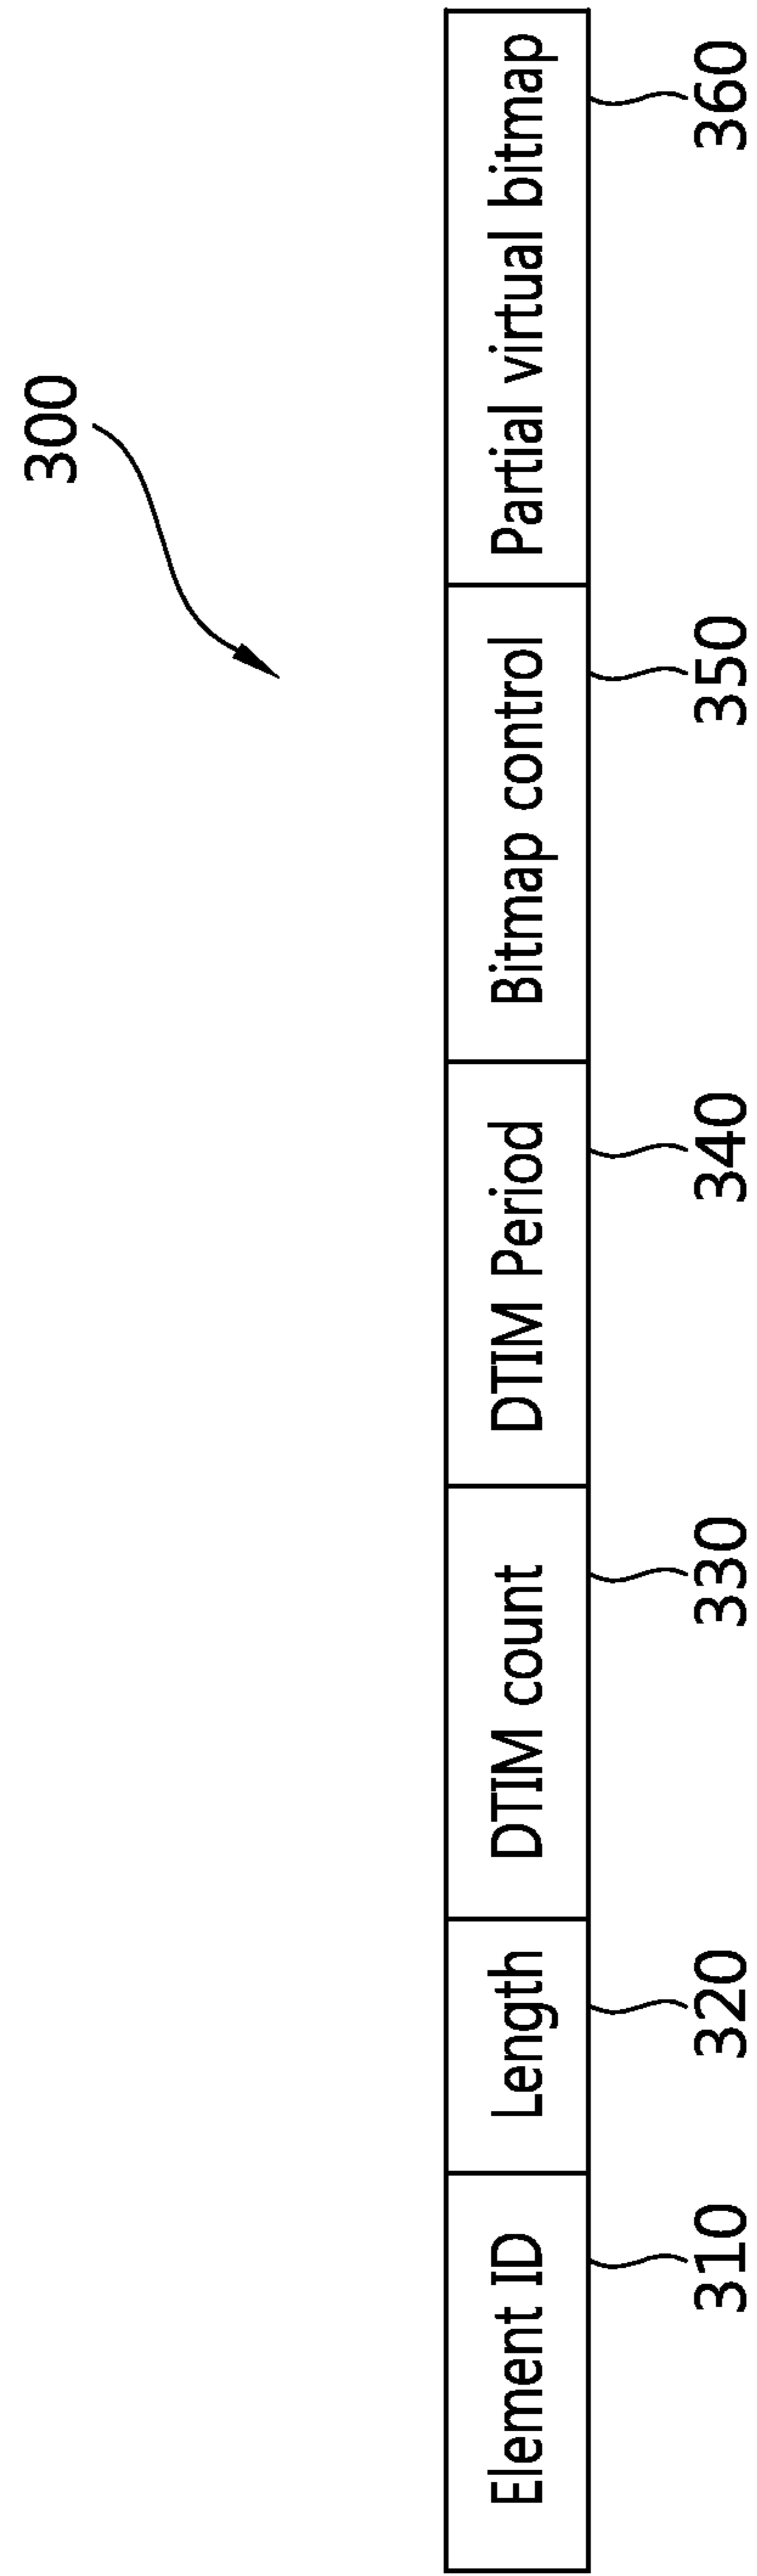 300
Element ID
Length
DTIM count
DTIM Period
Bitmap control
Partial virtual bitmap
310
320
330
340
350
360